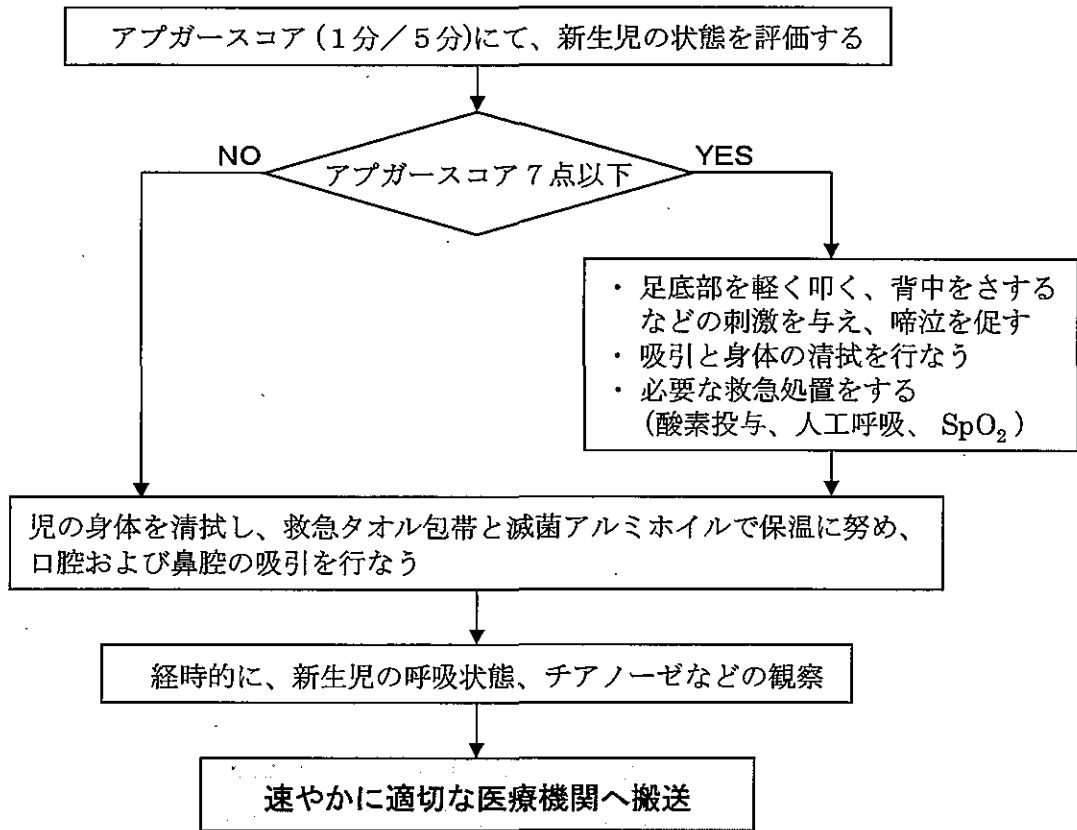 アプガースコア (1分／5分)にて、新生児の状態を評価する
アプガースコア 7点以下
NO
YES
・ 足底部を軽く叩く、背中をさする
などの刺激を与え、啼泣を促す
・ 吸引と身体の清拭を行なう
・ 必要な救急処置をする
(酸素投与、人工呼吸、 SpO₂ )
児の身体を清拭し、救急タオル包帯と滅菌アルミホイルで保温に努め、
口腔および鼻腔の吸引を行なう
経時的に、新生児の呼吸状態、チアノーゼなどの観察
速やかに適切な医療機関へ搬送